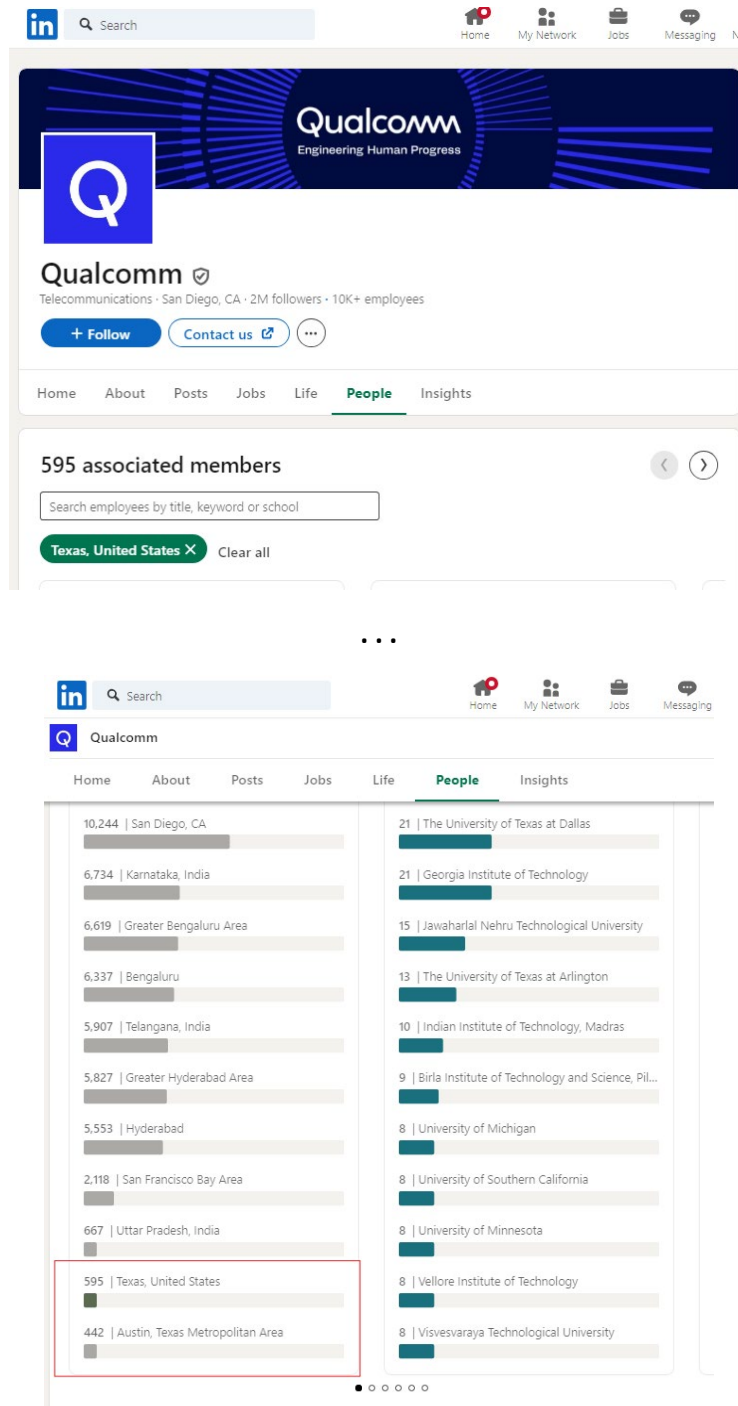 in
Search
Home
My Network
Jobs
Messaging
N
Qualcomm
Engineering Human Progress
Q
Qualcomm
Telecommunications · San Diego, CA · 2M followers · 10K+ employees
+ Follow
Contact us
...
Home About Posts Jobs Life People Insights
595 associated members
Search employees by title, keyword or school
Texas, United States ×
Clear all
...
in
Search
Home
My Network
Jobs
Messaging
Q
Qualcomm
Home About Posts Jobs Life People Insights
10,244 | San Diego, CA
6,734 | Karnataka, India
6,619 | Greater Bengaluru Area
6,337 | Bengaluru
5,907 | Telangana, India
5,827 | Greater Hyderabad Area
5,553 | Hyderabad
2,118 | San Francisco Bay Area
667 | Uttar Pradesh, India
595 | Texas, United States
442 | Austin, Texas Metropolitan Area
21 | The University of Texas at Dallas
21 | Georgia Institute of Technology
15 | Jawaharlal Nehru Technological University
13 | The University of Texas at Arlington
10 | Indian Institute of Technology, Madras
9 | Birla Institute of Technology and Science, Pil...
8 | University of Michigan
8 | University of Southern California
8 | University of Minnesota
8 | Vellore Institute of Technology
8 | Visvesvaraya Technological University